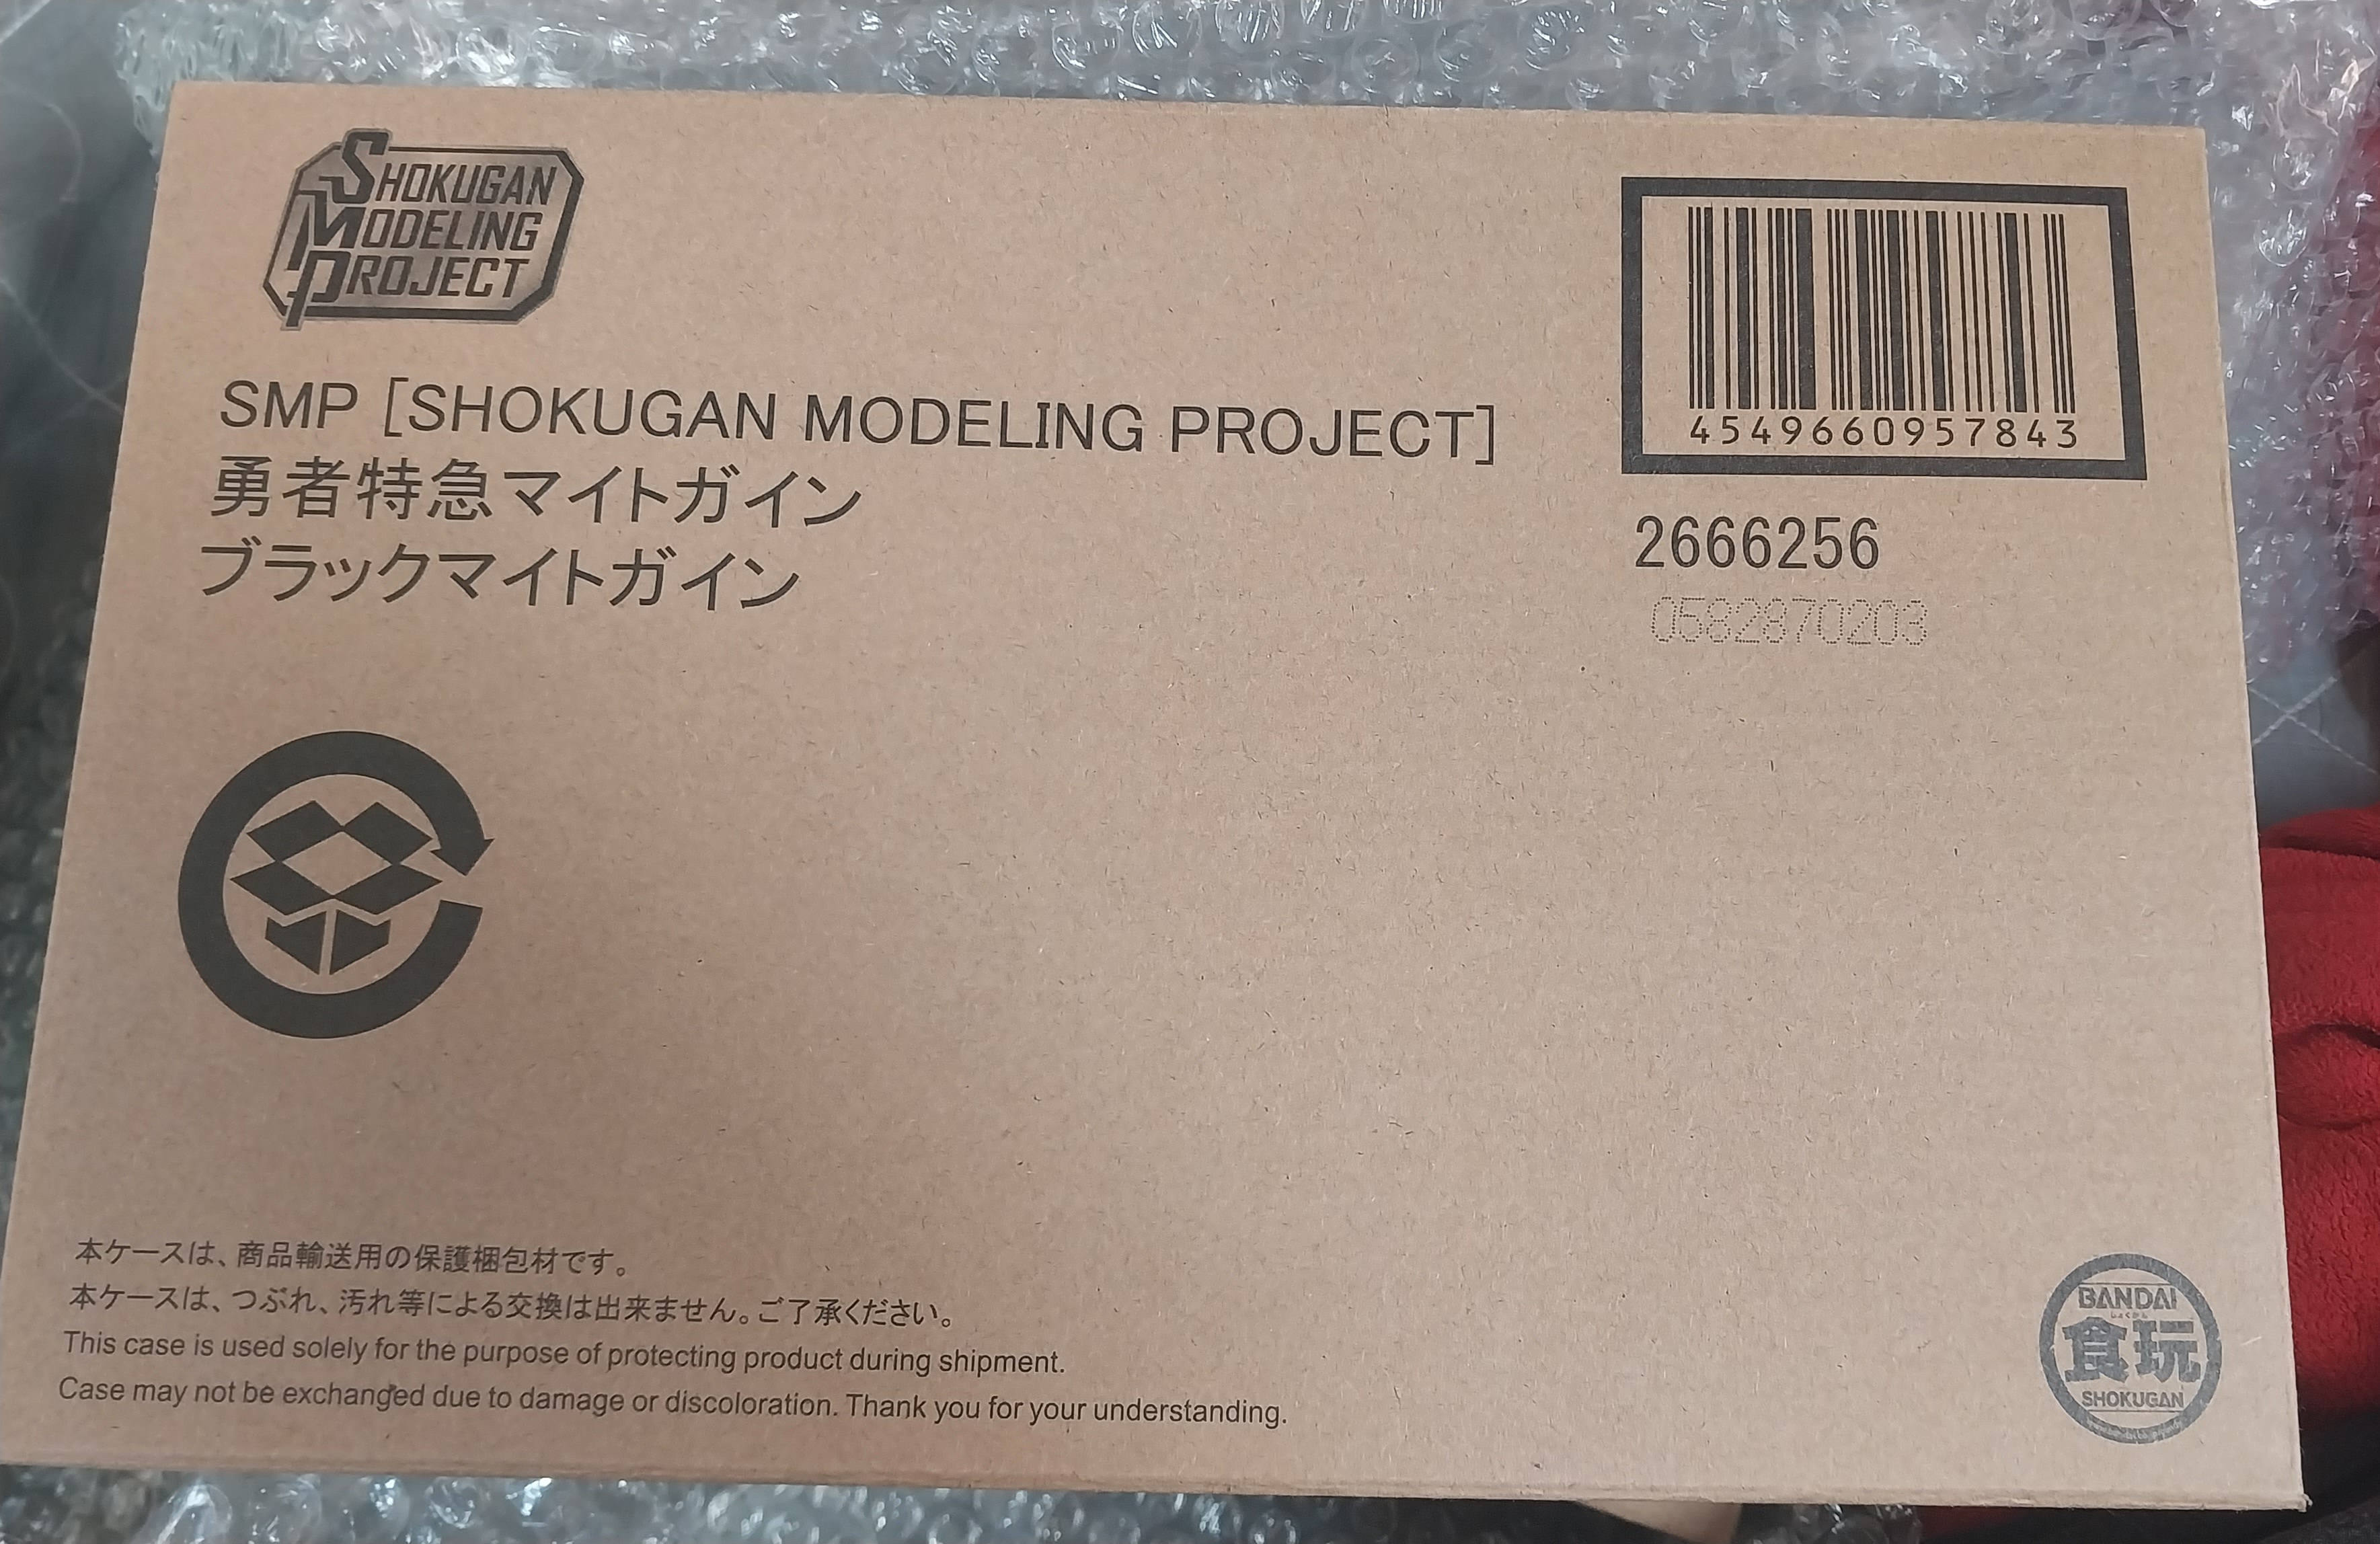 SHOKUGAN
MODELING
PROJECT
SMP [SHOKUGAN MODELING PROJECT]
勇者特急マイトガイン
ブラックマイトガイン
4549660957843
2666256
0582870203
本ケースは、商品輸送用の保護梱包材です。
本ケースは、つぶれ、汚れ等による交換は出来ません。ご了承ください。
This case is used solely for the purpose of protecting product during shipment.
Case may not be exchanged due to damage or discoloration. Thank you for your understanding.
BANDAI
しょくがん
食玩
SHOKUGAN